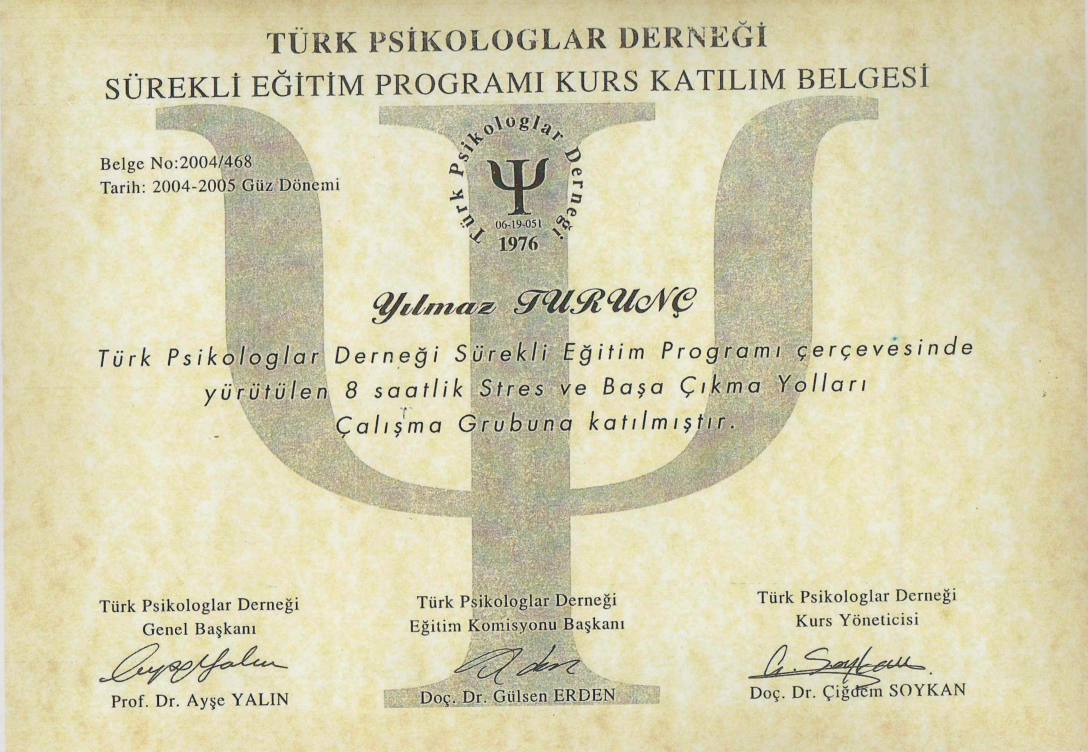 TÜRK PSİKOLOGLAR DERNEĞİ
SÜREKLİ EĞİTİM PROGRAMI KURS KATILIM BELGESİ
Belge No:2004/468
Tarih: 2004-2005 Güz Dönemi
Türk Psikologlar Derneği
06-19-051
1976
Yılmaz TURUNÇ
Türk Psikologlar Derneği Sürekli Eğitim Programı çerçevesinde
yürütülen 8 saatlik Stres ve Başa Çıkma Yolları
Çalışma Grubuna katılmıştır.
Türk Psikologlar Derneği
Genel Başkanı
Prof. Dr. Ayşe YALIN
Türk Psikologlar Derneği
Eğitim Komisyonu Başkanı
Doç. Dr. Gülsen ERDEN
Türk Psikologlar Derneği
Kurs Yöneticisi
Doç. Dr. Çiğdem SOYKAN